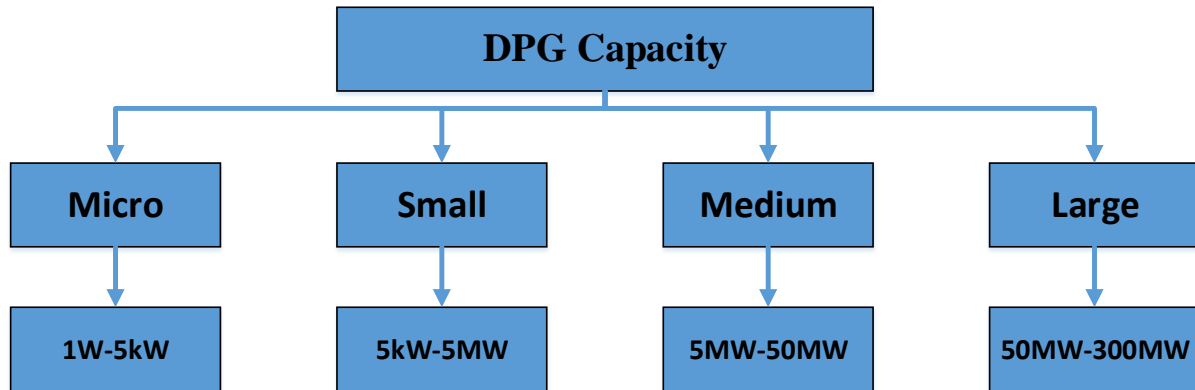 DPG Capacity
Micro
Small
Medium
Large
1W-5kW
5kW-5MW
5MW-50MW
50MW-300MW